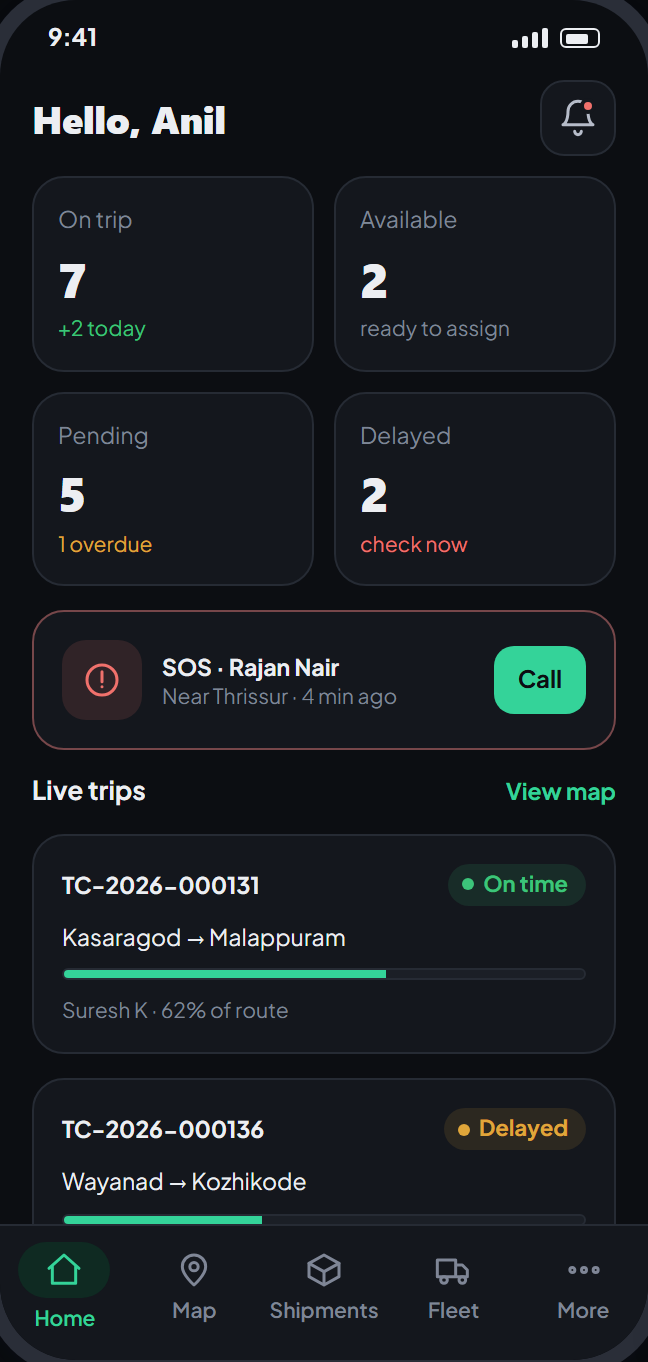 9:41
Hello, Anil
On trip
7
+2 today
Available
2
ready to assign
Pending
5
1 overdue
Delayed
2
check now
SOS · Rajan Nair
Near Thrissur · 4 min ago
Call
Live trips
View map
TC-2026-000131
On time
Kasaragod → Malappuram
Suresh K · 62% of route
TC-2026-000136
Delayed
Wayanad → Kozhikode
Home
Map
Shipments
Fleet
More